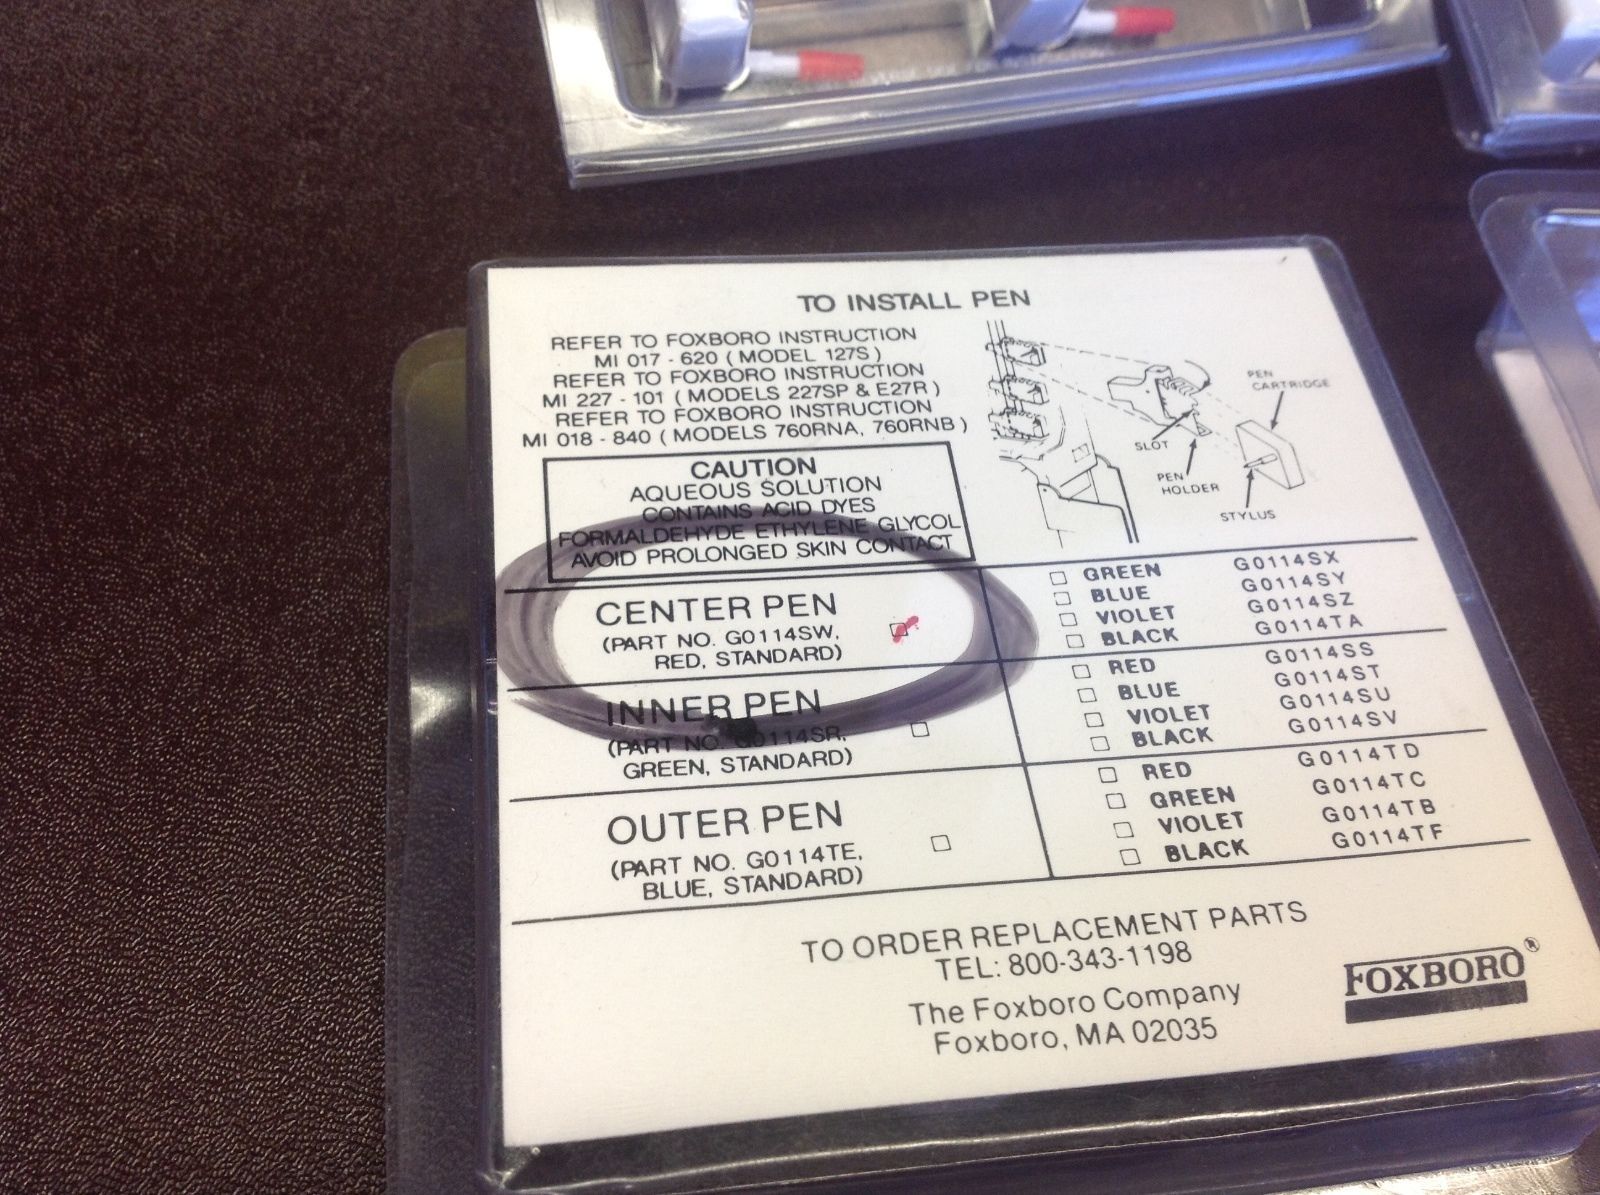 TO INSTALL PEN
REFER TO FOXBORO INSTRUCTION
MI 017 - 620 ( MODEL 127S )
REFER TO FOXBORO INSTRUCTION
MI 227 - 101 ( MODELS 227SP & E27R )
REFER TO FOXBORO INSTRUCTION
MI 018 - 840 ( MODELS 760RNA, 760RNB )
PEN
CARTRIDGE
SLOT
PEN
HOLDER
STYLUS
CAUTION
AQUEOUS SOLUTION
CONTAINS ACID DYES
FORMALDEHYDE ETHYLENE GLYCOL
AVOID PROLONGED SKIN CONTACT
CENTER PEN
(PART NO. G0114SW,
RED, STANDARD)
GREEN G0114SX
BLUE G0114SY
VIOLET G0114SZ
BLACK G0114TA
INNER PEN
(PART NO. G0114SR,
GREEN, STANDARD)
RED G0114SS
BLUE G0114ST
VIOLET G0114SU
BLACK G0114SV
OUTER PEN
(PART NO. G0114TE,
BLUE, STANDARD)
RED G0114TD
GREEN G0114TC
VIOLET G0114TB
BLACK G0114TF
TO ORDER REPLACEMENT PARTS
TEL: 800-343-1198
The Foxboro Company
Foxboro, MA 02035
FOXBORO®